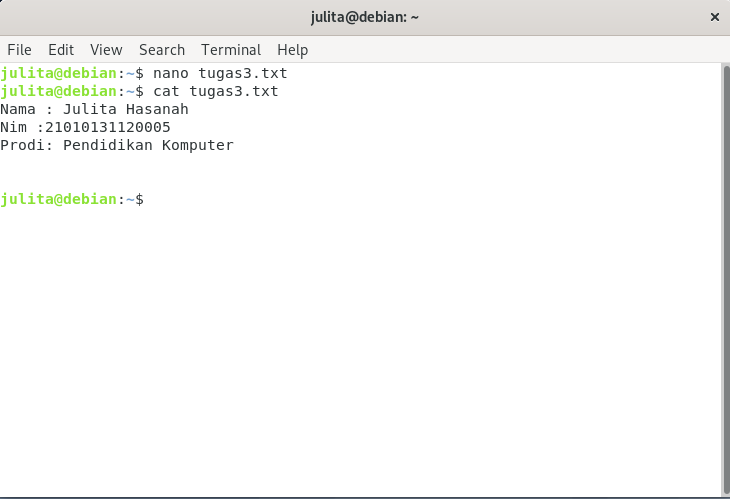 julita@debian: ~
File Edit View Search Terminal Help
julita@debian:~$ nano tugas3.txt
julita@debian:~$ cat tugas3.txt
Nama : Julita Hasanah
Nim :21010131120005
Prodi: Pendidikan Komputer
julita@debian:~$